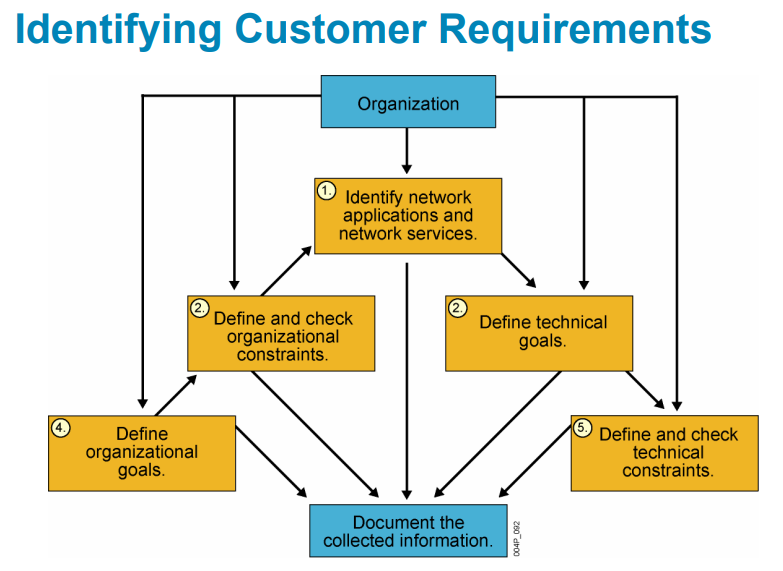 Identifying Customer Requirements
Organization
1.
Identify network
applications and
network services.
2.
Define and check
organizational
constraints.
2.
Define technical
goals.
4.
Define
organizational
goals.
5.
Define and check
technical
constraints.
Document the
collected information.
004P_092